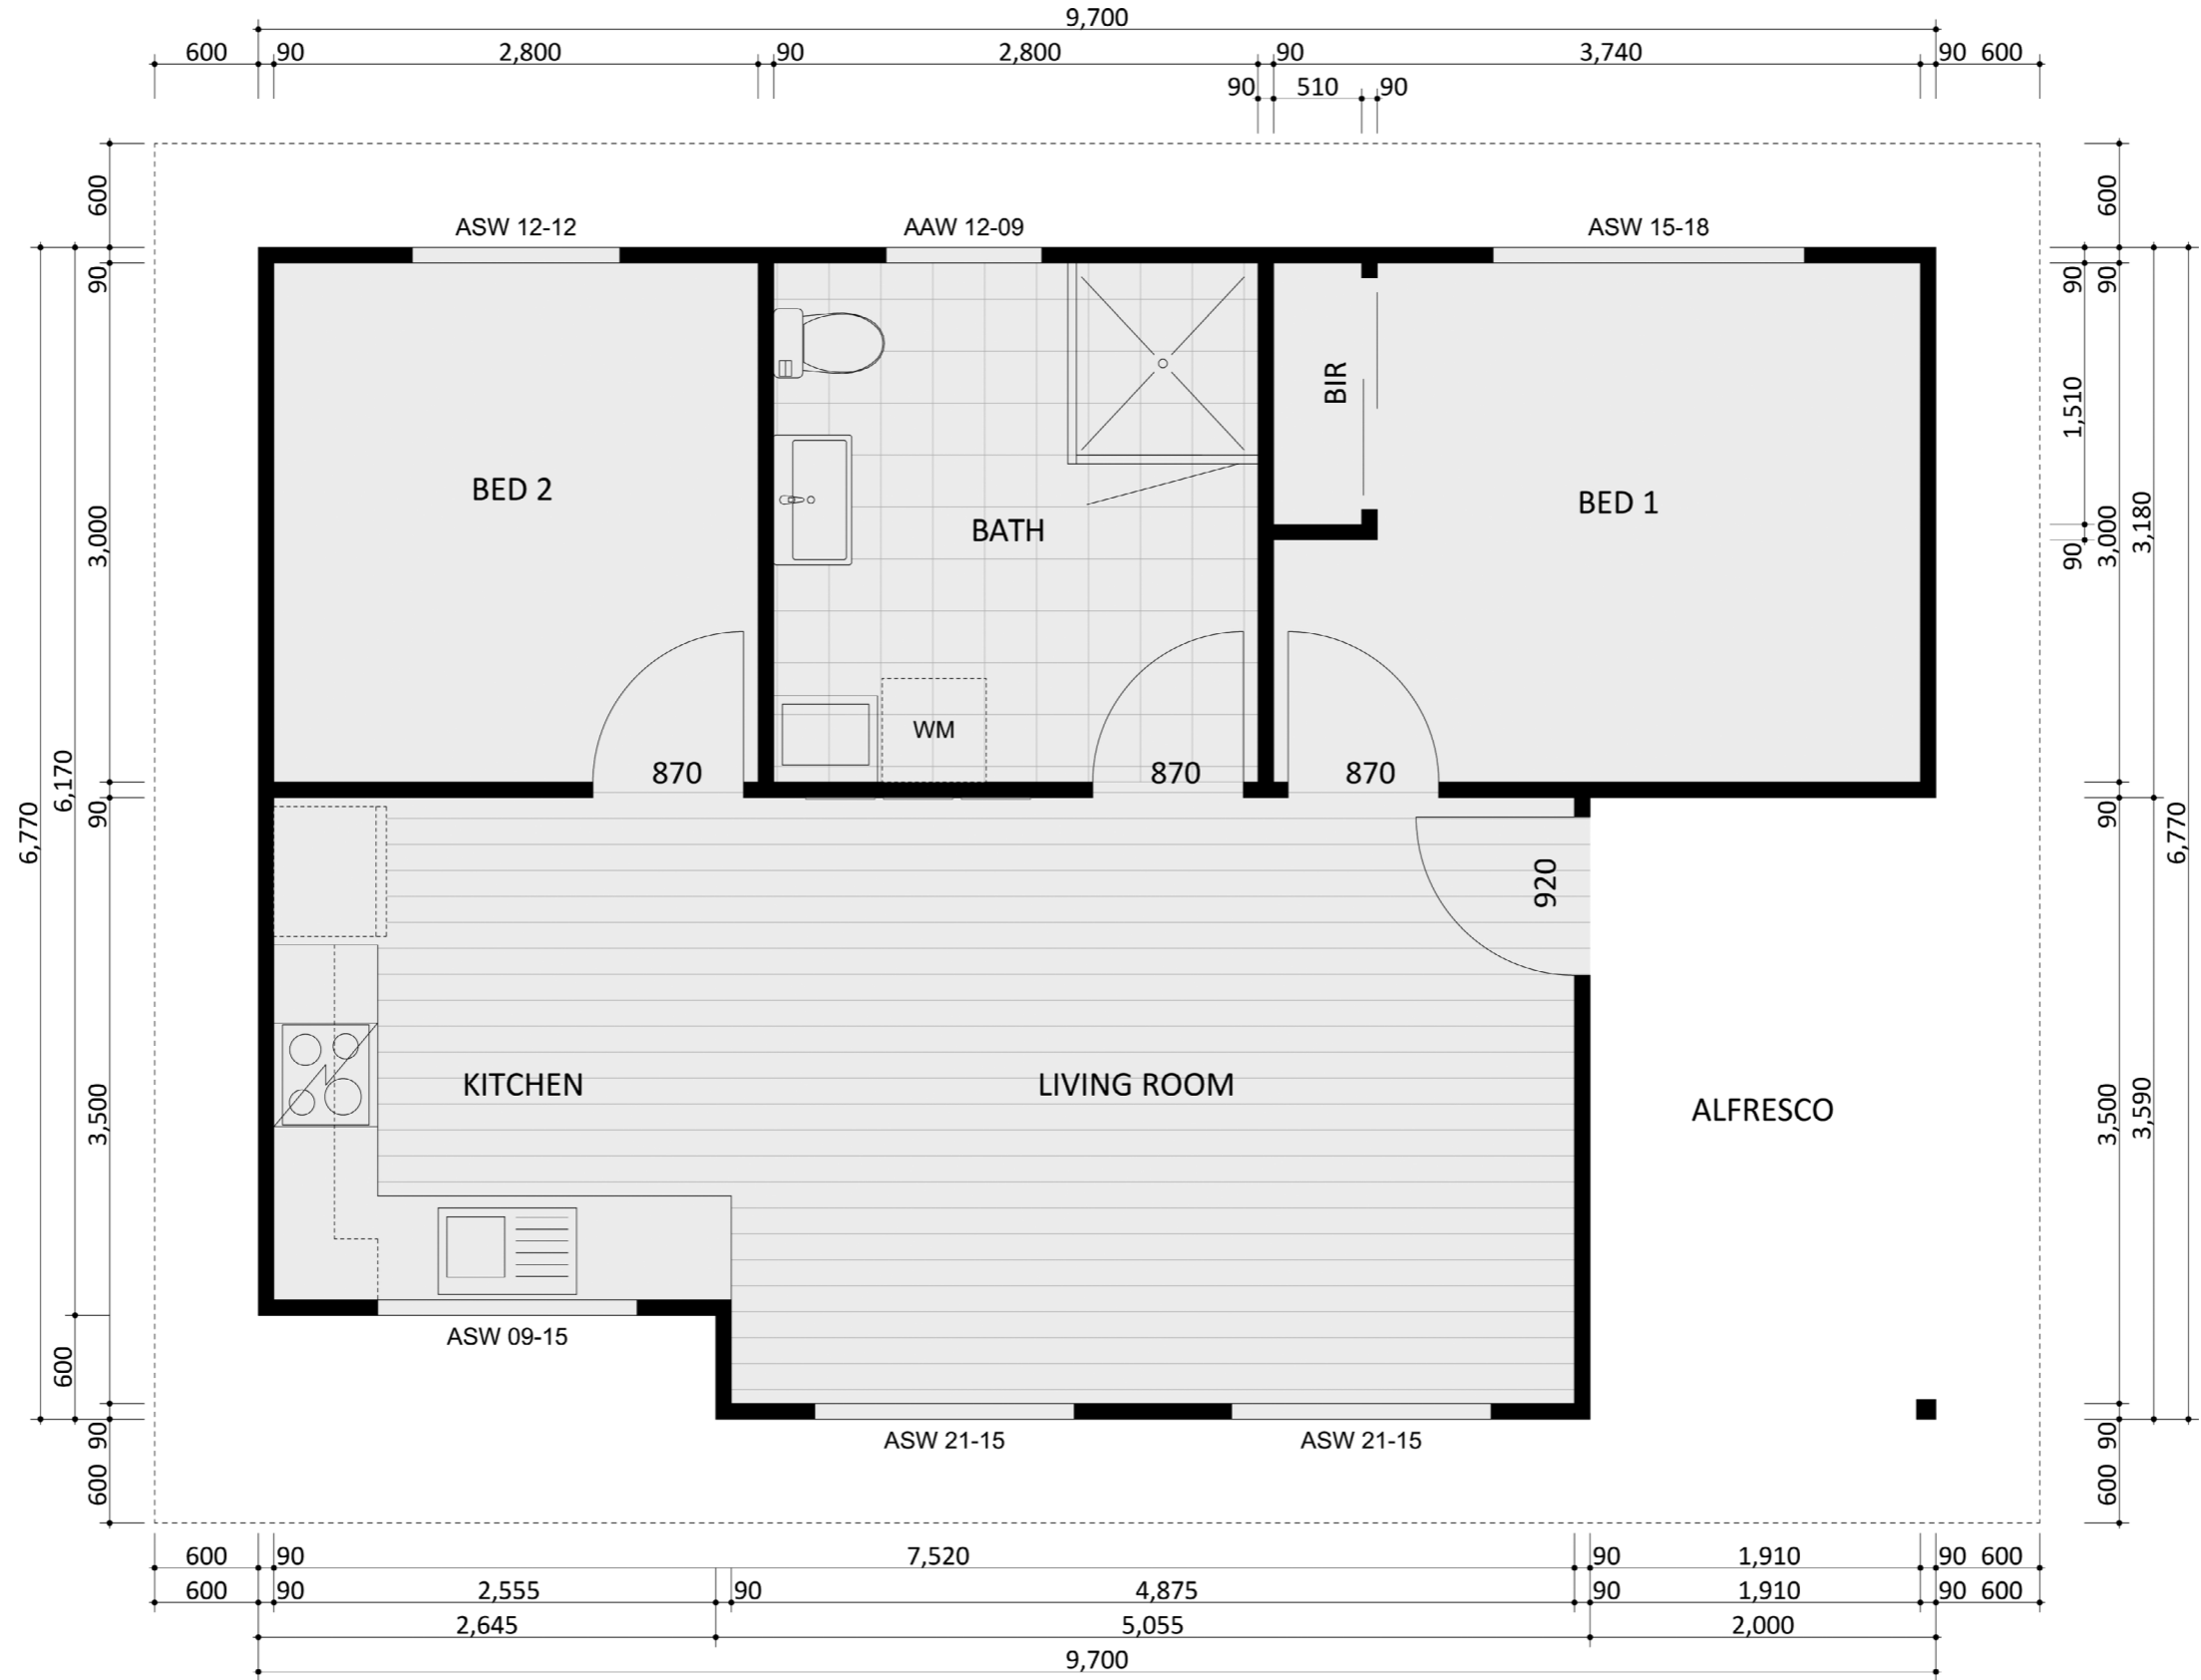 9,700
600 90 2,800 90 2,800 90 3,740 90 600
90 510 90
ASW 12-12 AAW 12-09 ASW 15-18
600
90
3,000
90
3,500
90
600
6,170
600
6,770
BED 2
BATH
BIR
BED 1
WM
870 870 870
920
KITCHEN
LIVING ROOM
ALFRESCO
ASW 09-15
ASW 21-15 ASW 21-15
90
1,510
90
600
90
3,000
90
3,500
90
600
3,180
3,590
6,770
600 90 7,520 90 1,910 90 600
600 90 2,555 90 4,875 90 1,910 90 600
2,645 5,055 2,000
9,700